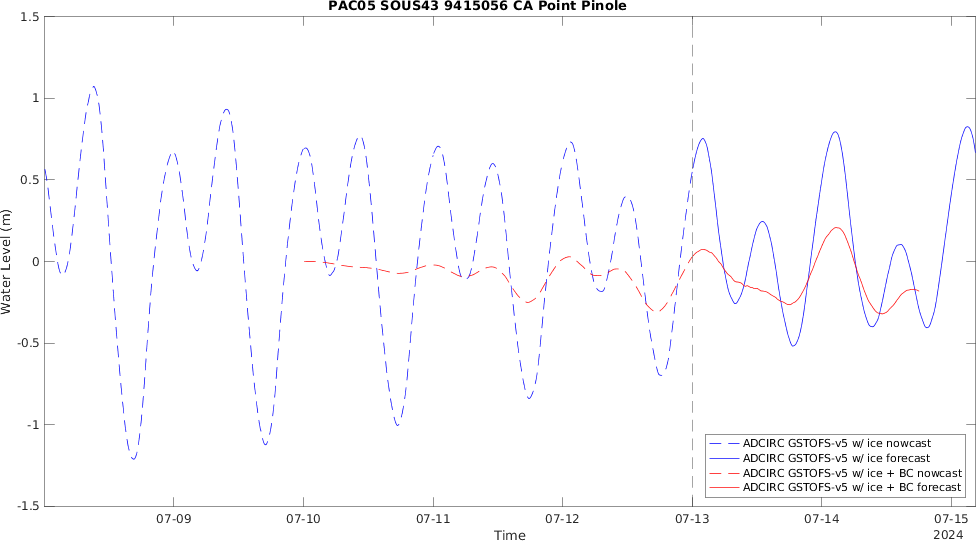 PAC05 SOUS43 9415056 CA Point Pinole
1.5
1
0.5
0
-0.5
-1
-1.5
Water Level (m)
07-09
07-10
07-11
07-12
07-13
07-14
07-15
Time
2024
ADCIRC GSTOFS-v5 w/ ice nowcast
ADCIRC GSTOFS-v5 w/ ice forecast
ADCIRC GSTOFS-v5 w/ ice + BC nowcast
ADCIRC GSTOFS-v5 w/ ice + BC forecast